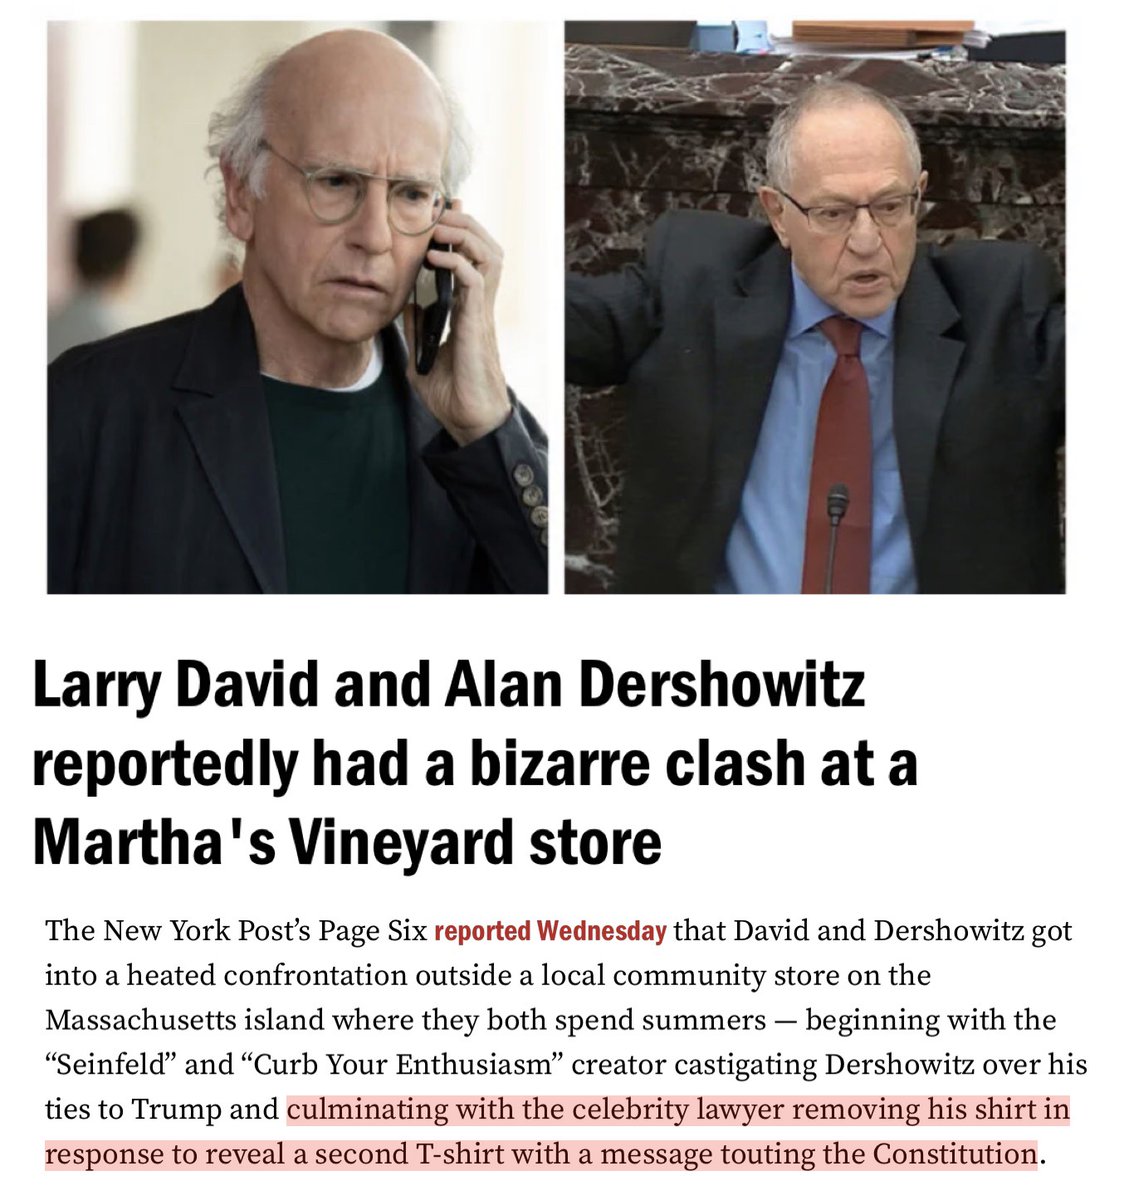 Larry David and Alan Dershowitz
reportedly had a bizarre clash at a
Martha's Vineyard store
The New York Post’s Page Six reported Wednesday that David and Dershowitz got
into a heated confrontation outside a local community store on the
Massachusetts island where they both spend summers — beginning with the
“Seinfeld” and “Curb Your Enthusiasm” creator castigating Dershowitz over his
ties to Trump and culminating with the celebrity lawyer removing his shirt in
response to reveal a second T-shirt with a message touting the Constitution.